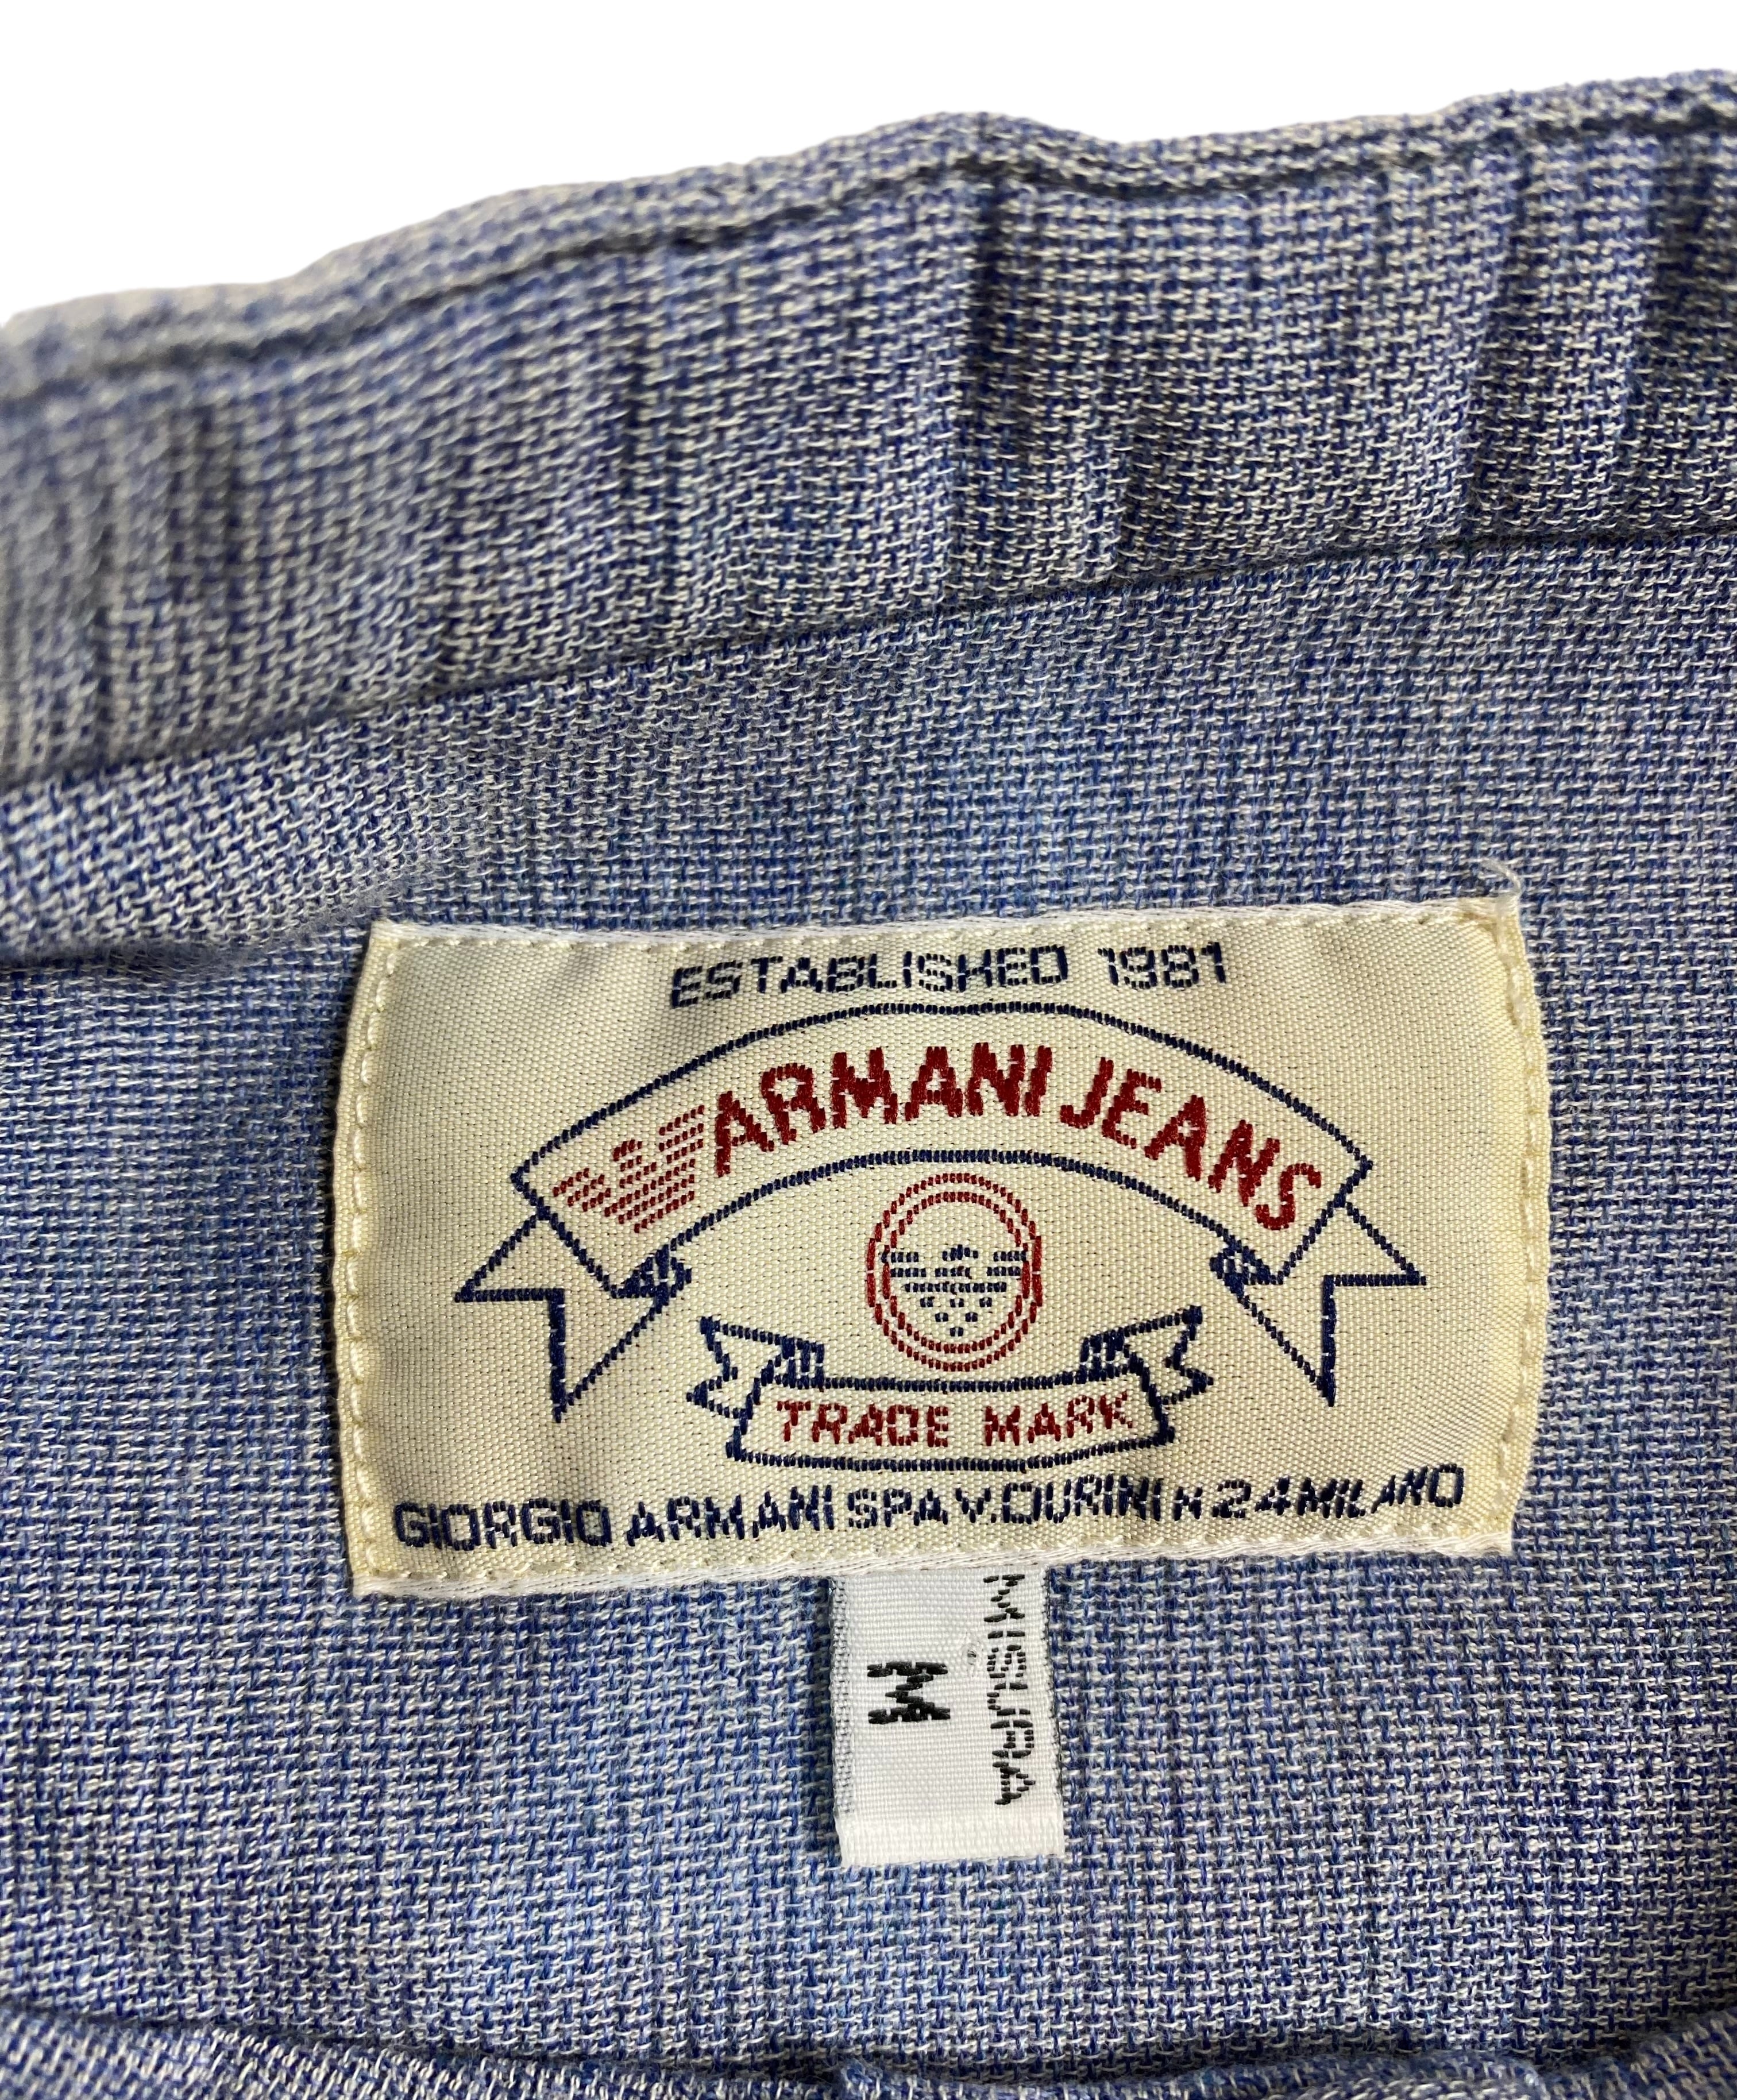 ESTABLISHED 1981
ARMANI JEANS
TRADE MARK
GIORGIO ARMANI SPA V.DURINI N 24 MILANO
MISURA
M